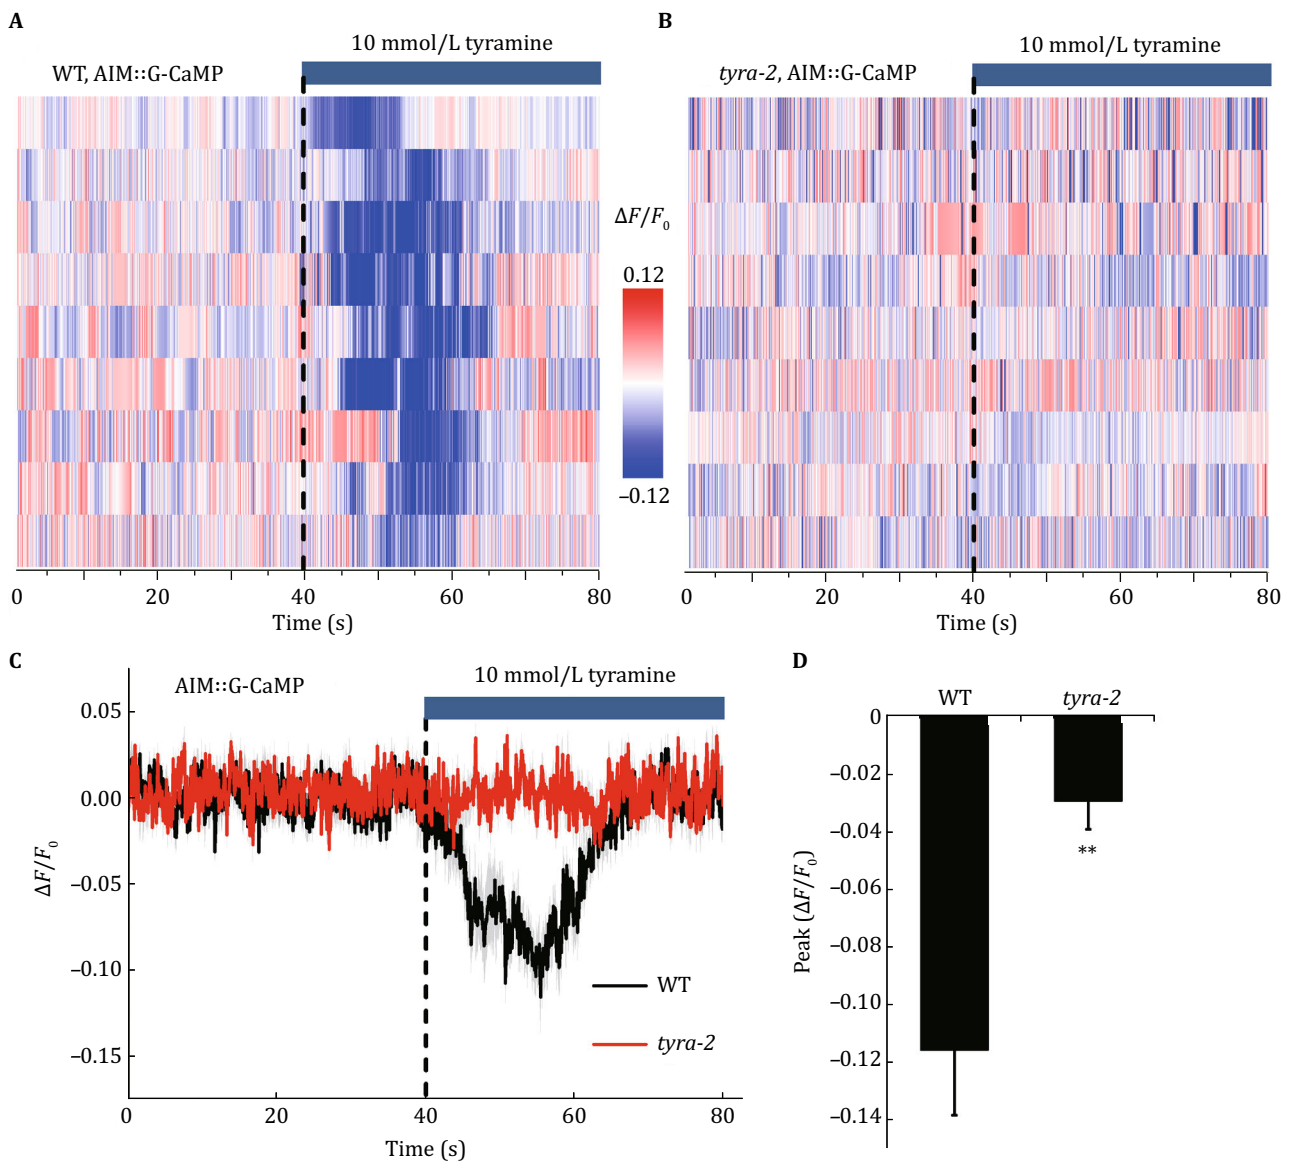 A
B
10 mmol/L tyramine
10 mmol/L tyramine
WT, AIM::G-CaMP
tyra-2, AIM::G-CaMP
ΔF/F0
0.12
–0.12
0 20 40 60 80
0 20 40 60 80
Time (s)
Time (s)
C
D
AIM::G-CaMP
10 mmol/L tyramine
WT
tyra-2
0.05
0.00
–0.05
–0.10
–0.15
ΔF/F0
WT
tyra-2
0 20 40 60 80
Time (s)
0
–0.02
–0.04
–0.06
–0.08
–0.10
–0.12
–0.14
Peak (ΔF/F0)
**